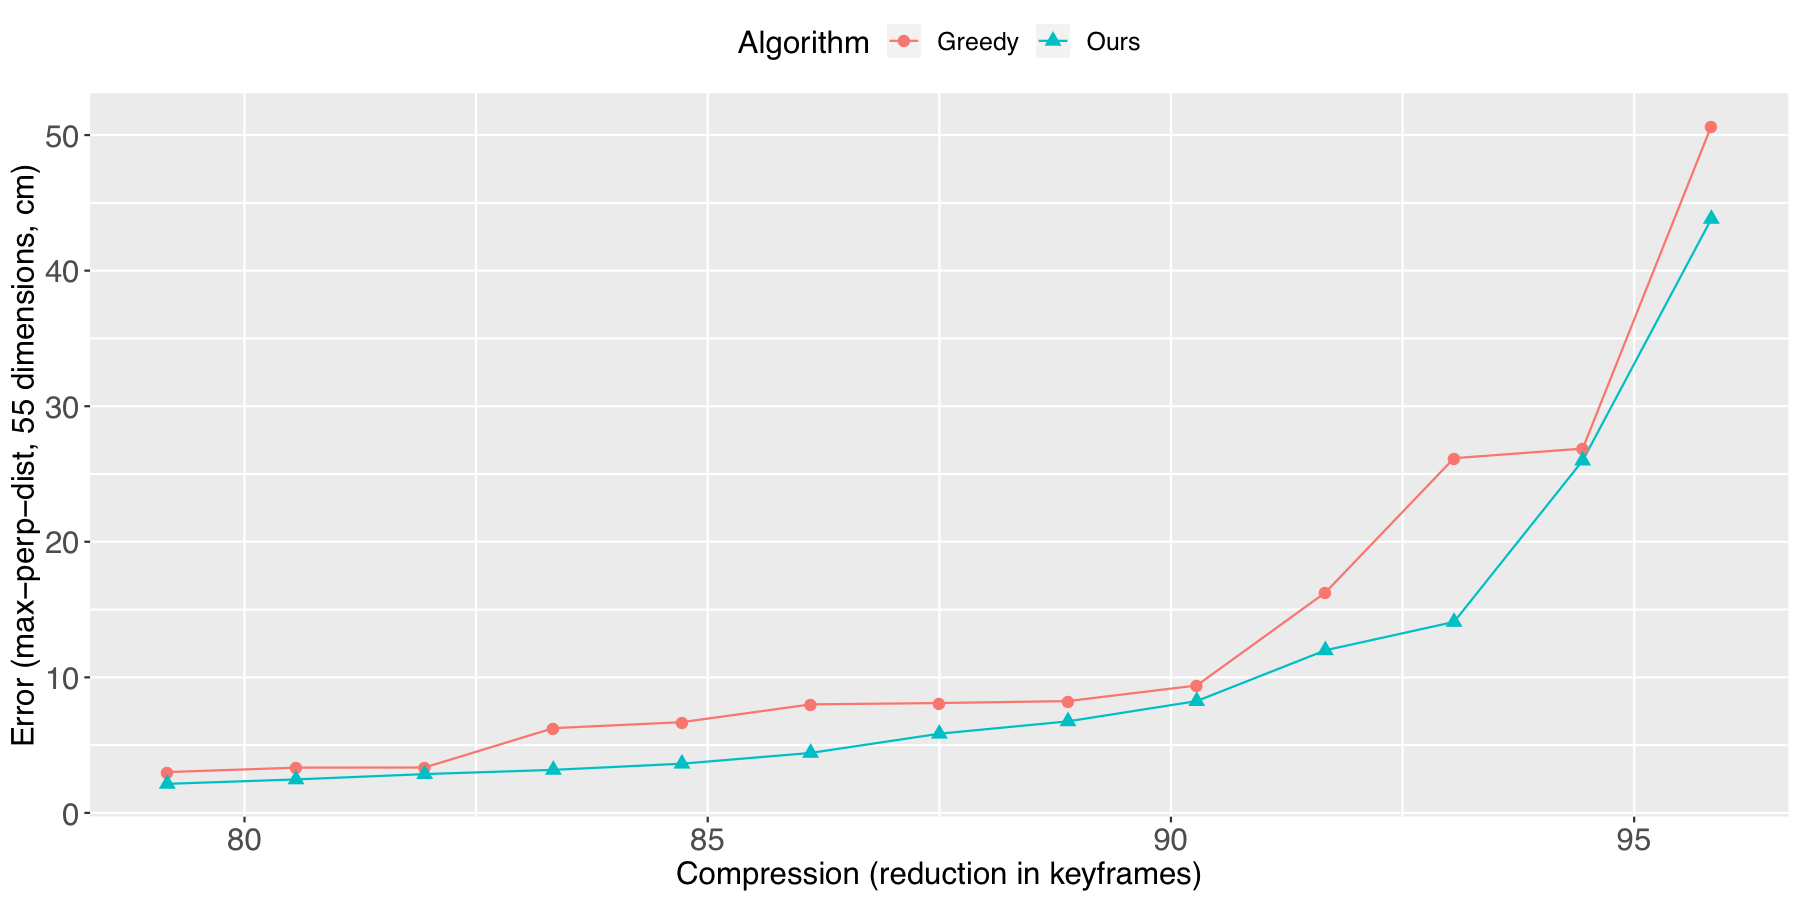 Algorithm Greedy Ours
Error (max−perp−dist, 55 dimensions, cm)
50
40
30
20
10
0
80 85 90 95
Compression (reduction in keyframes)